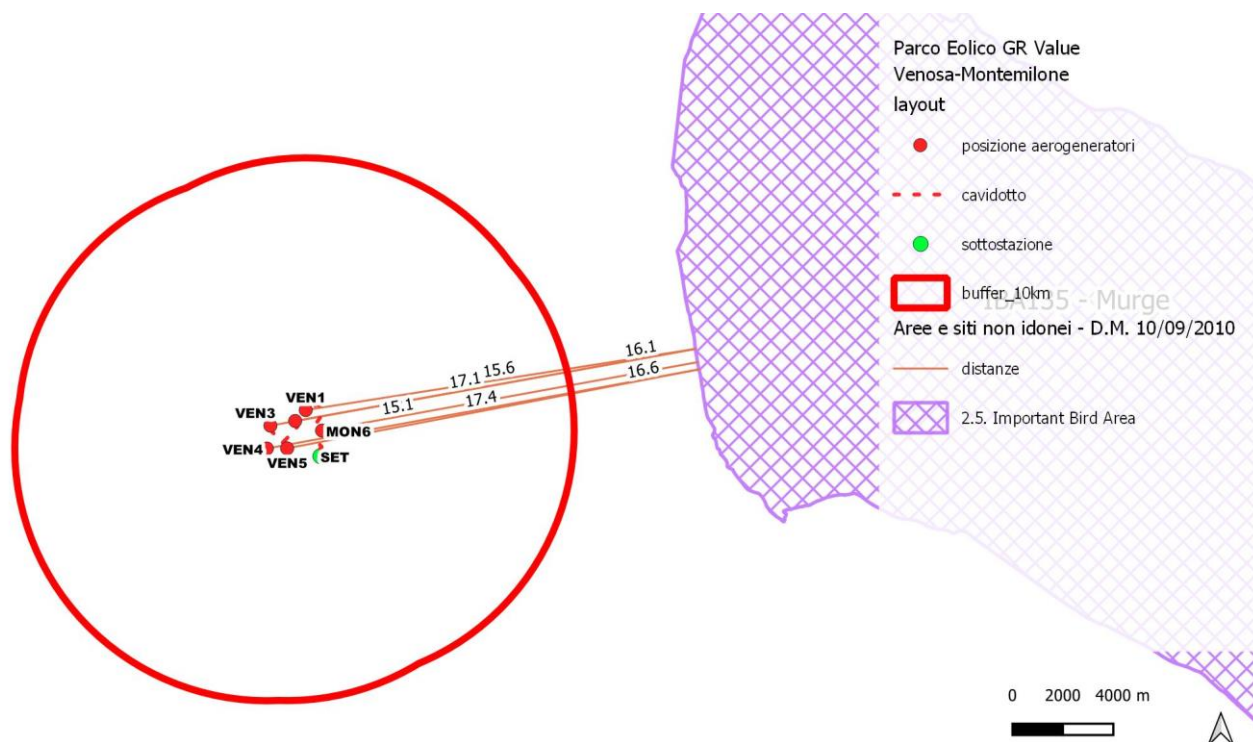 Parco Eolico GR Value
Venosa-Montemilone
layout
posizione aerogeneratori
cavidotto
sottostazione
buffer_10km
IBA135 - Murge
Aree e siti non idonei - D.M. 10/09/2010
distanze
2.5. Important Bird Area
16.1
15.6
17.1
16.6
15.1
17.4
VEN1
VEN3
MON6
VEN4
VEN5
SET
0 2000 4000 m